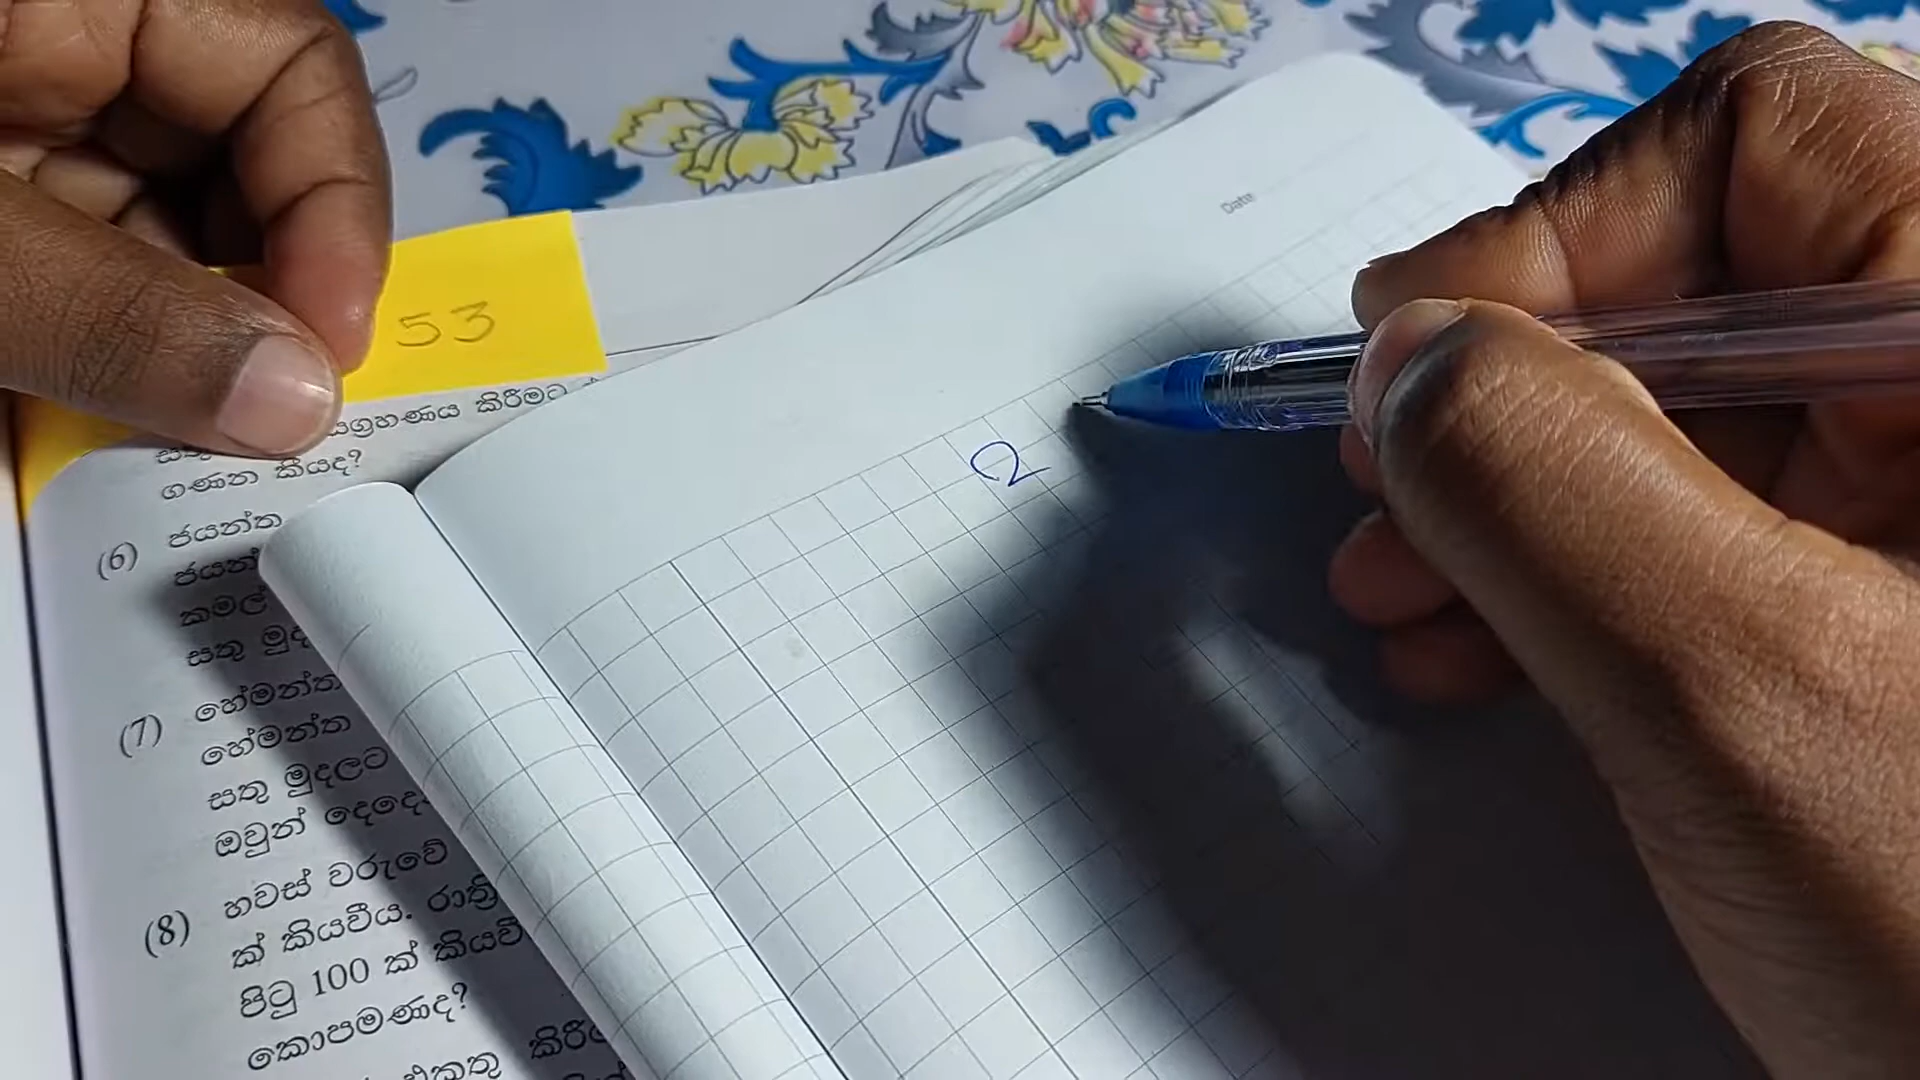 Date
53
කිරීමට
ගණන කීයද?
2
(6) ජයන්ත
කමල්
සතු
(7) හේමන්ත
හේමන්ත
සතු මුදලට
ඔවුන්
(8) හවස් වරුවේ
ක් කියවීය. රාත්‍රි
පිටු 100 ක් කියවී
කොපමණද?
එකතු